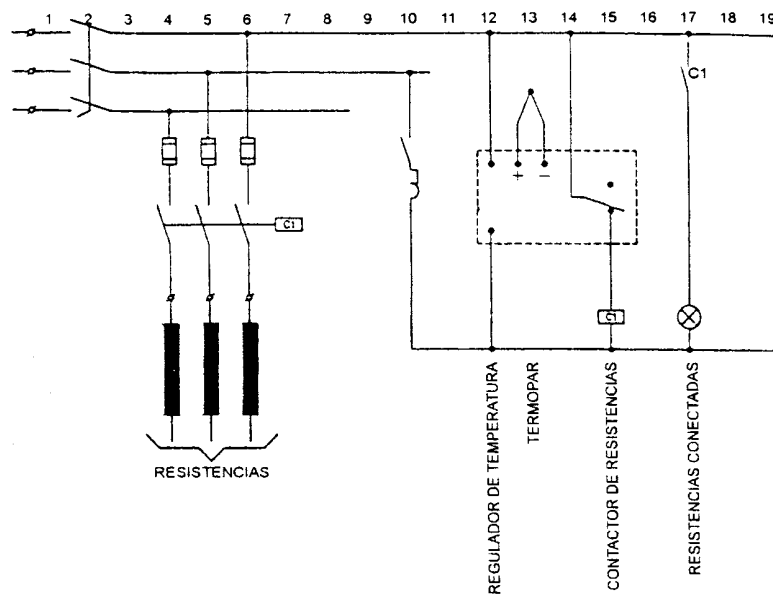 1 2 3 4 5 6 7 8 9 10 11 12 13 14 15 16 17 18 19
C1
+ −
C1
C1
RESISTENCIAS
REGULADOR DE TEMPERATURA
TERMOPAR
CONTACTOR DE RESISTENCIAS
RESISTENCIAS CONECTADAS